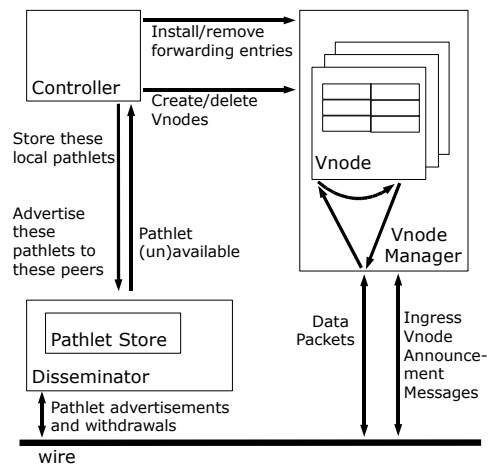 Install/remove
forwarding entries
Controller
Create/delete
Vnodes
Vnode
Store these
local pathlets
Advertise
these
pathlets to
these peers
Pathlet
(un)available
Vnode
Manager
Data
Packets
Ingress
Vnode
Announce-
ment
Messages
Pathlet Store
Disseminator
Pathlet advertisements
and withdrawals
wire